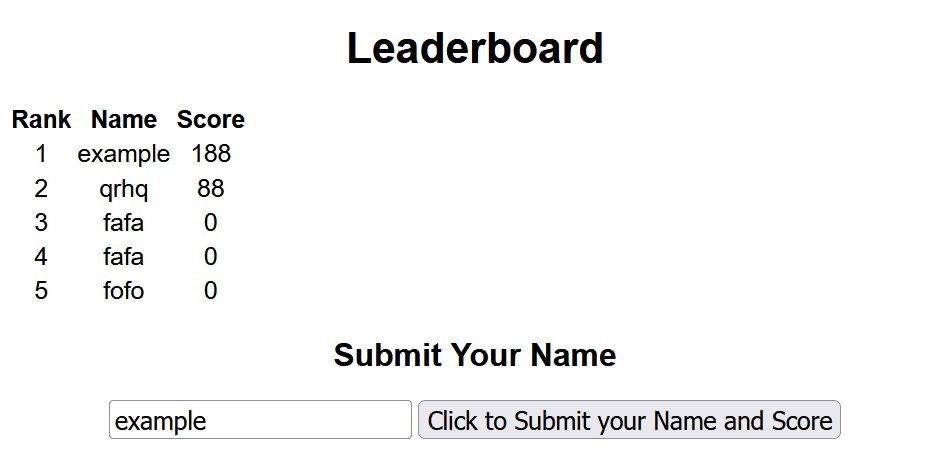 Leaderboard
Rank Name Score
1 example 188
2 qrhq 88
3 fafa 0
4 fafa 0
5 fofo 0
Submit Your Name
example Click to Submit your Name and Score